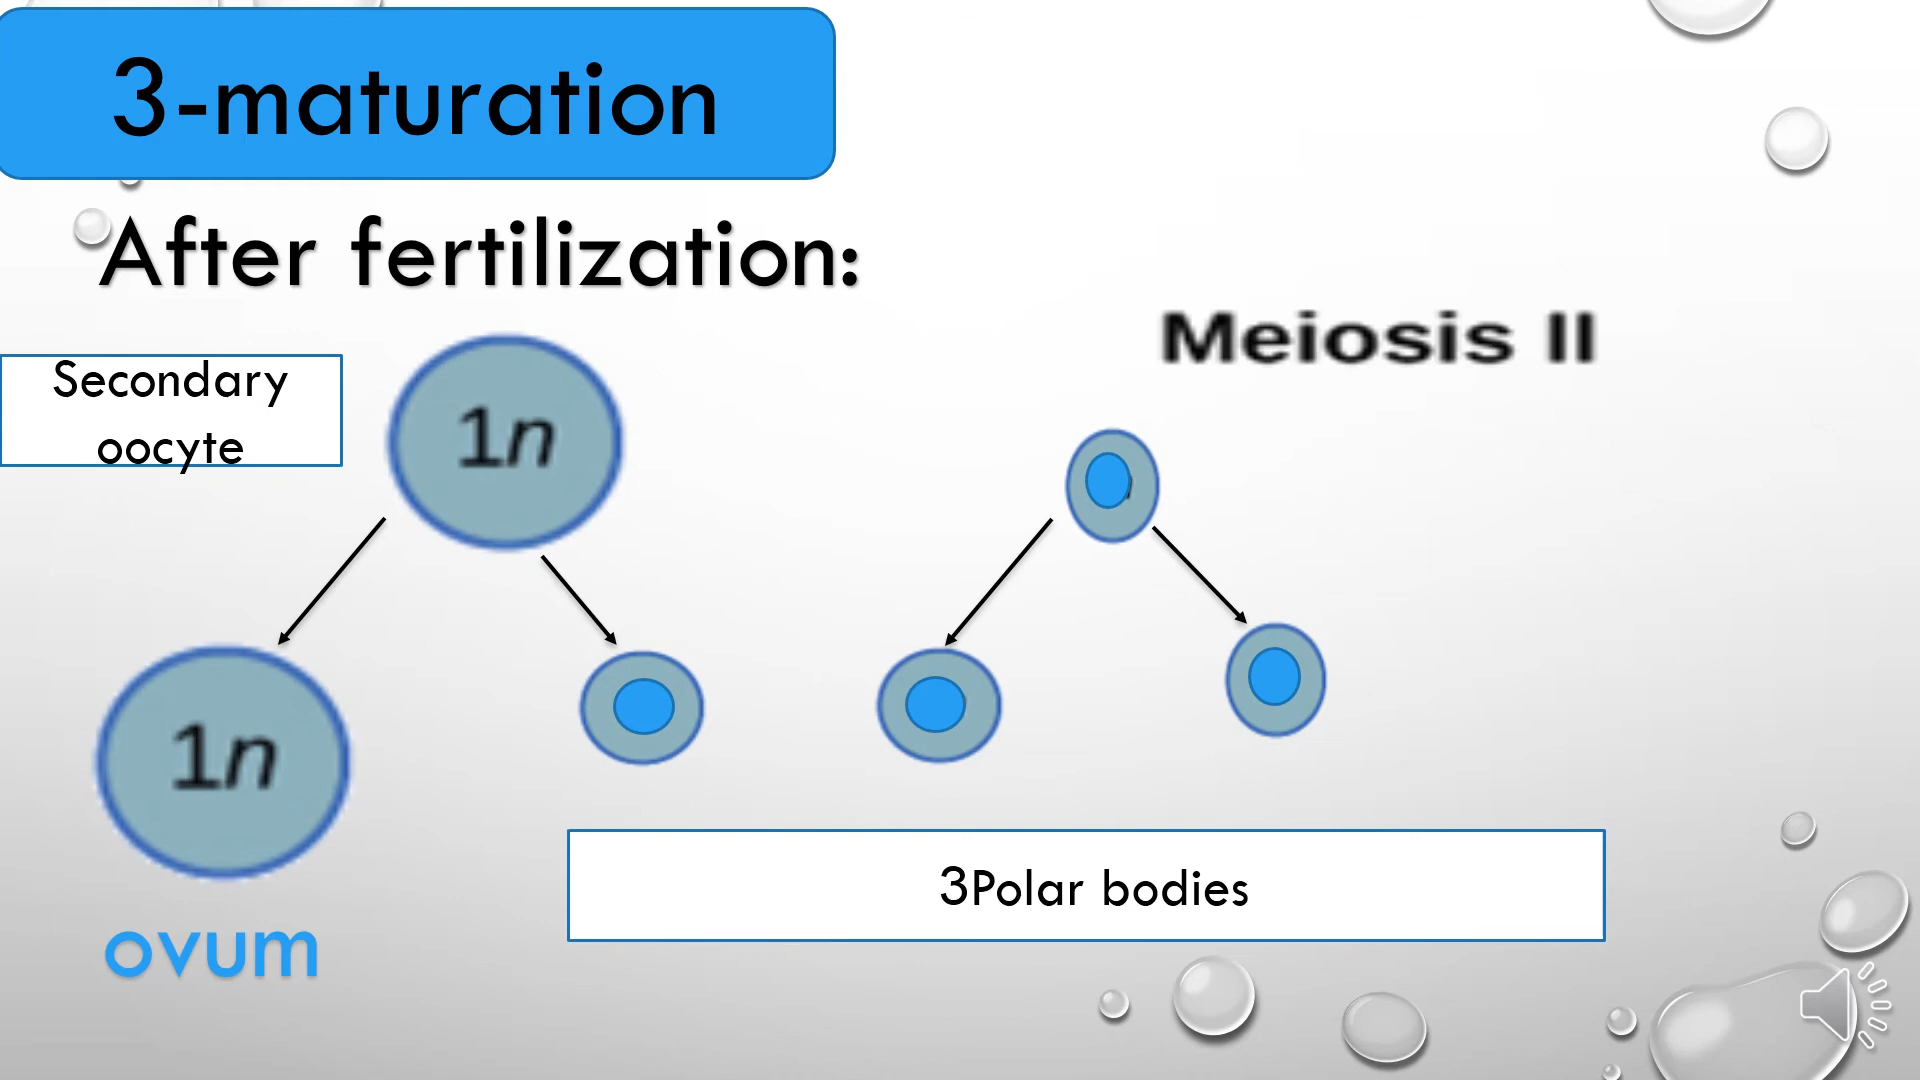 3-maturation
After fertilization:
Meiosis II
Secondary
oocyte
1n
1n
3Polar bodies
ovum